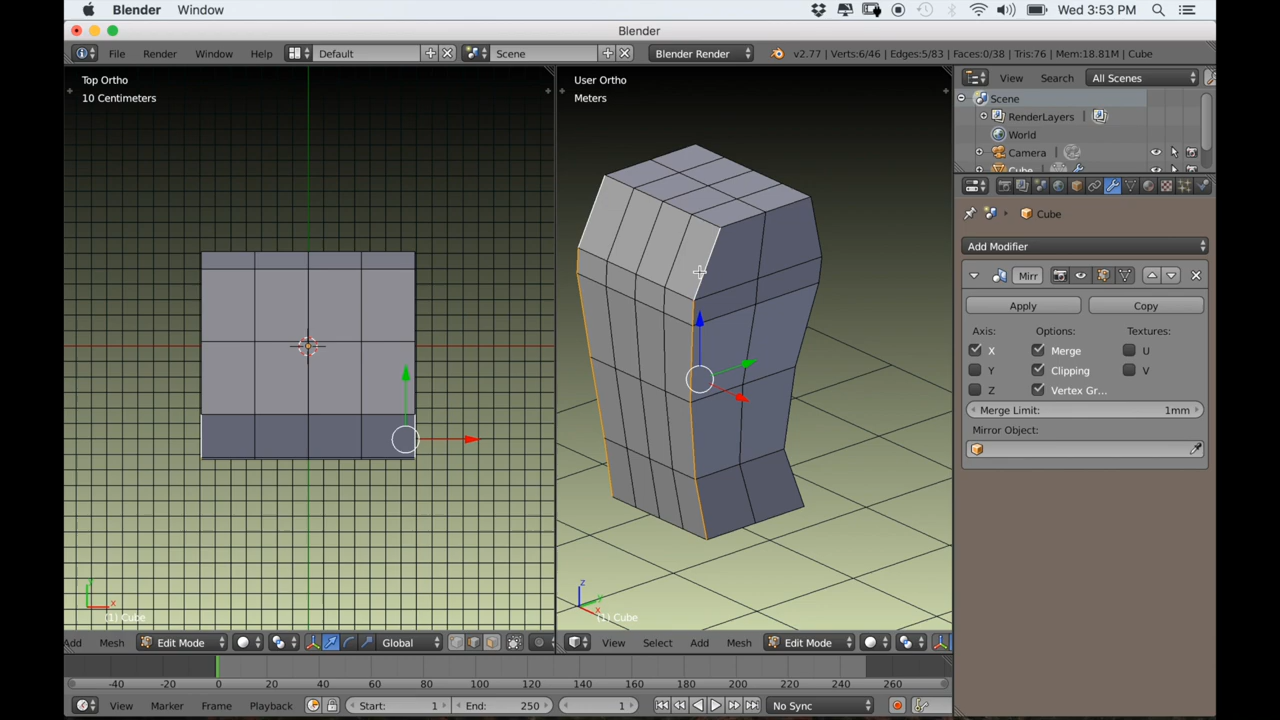 Blender Window Wed 3:53 PM
Blender
File Render Window Help Default Scene Blender Render v2.77 | Verts:6/46 | Edges:5/83 | Faces:0/38 | Tris:76 | Mem:18.81M | Cube
Top Ortho
10 Centimeters
User Ortho
Meters
View Search All Scenes
Scene
RenderLayers
World
Camera
Cube
Cube
Add Modifier
Mirr
Apply Copy
Axis: Options: Textures:
X Merge U
Y Clipping V
Z Vertex Gr...
Merge Limit: 1mm
Mirror Object:
y
x
(1) Cube
z
y
x
(1) Cube
Add Mesh Edit Mode Global
View Select Add Mesh Edit Mode
-40 -20 0 20 40 60 80 100 120 140 160 180 200 220 240 260
View Marker Frame Playback Start: 1 End: 250 1 No Sync